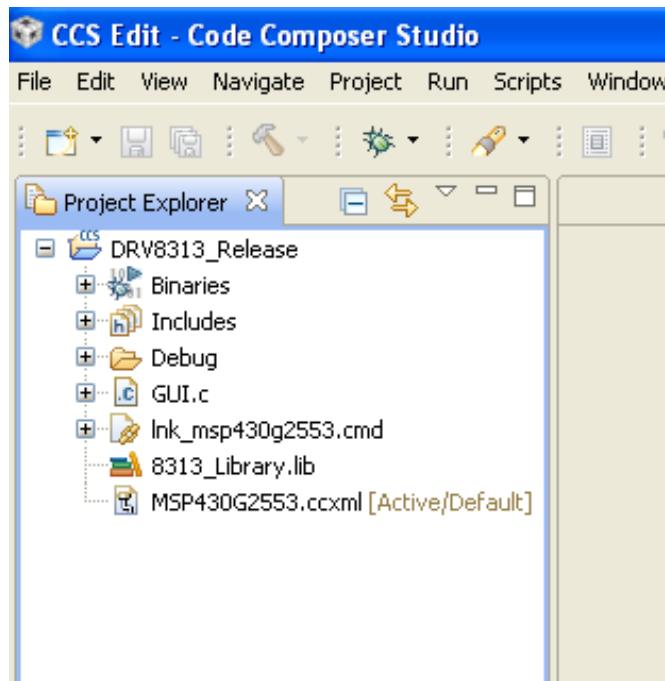 CCS Edit - Code Composer Studio
File Edit View Navigate Project Run Scripts Window
Project Explorer
DRV8313_Release
Binaries
Includes
Debug
GUI.c
lnk_msp430g2553.cmd
8313_Library.lib
MSP430G2553.ccxml [Active/Default]